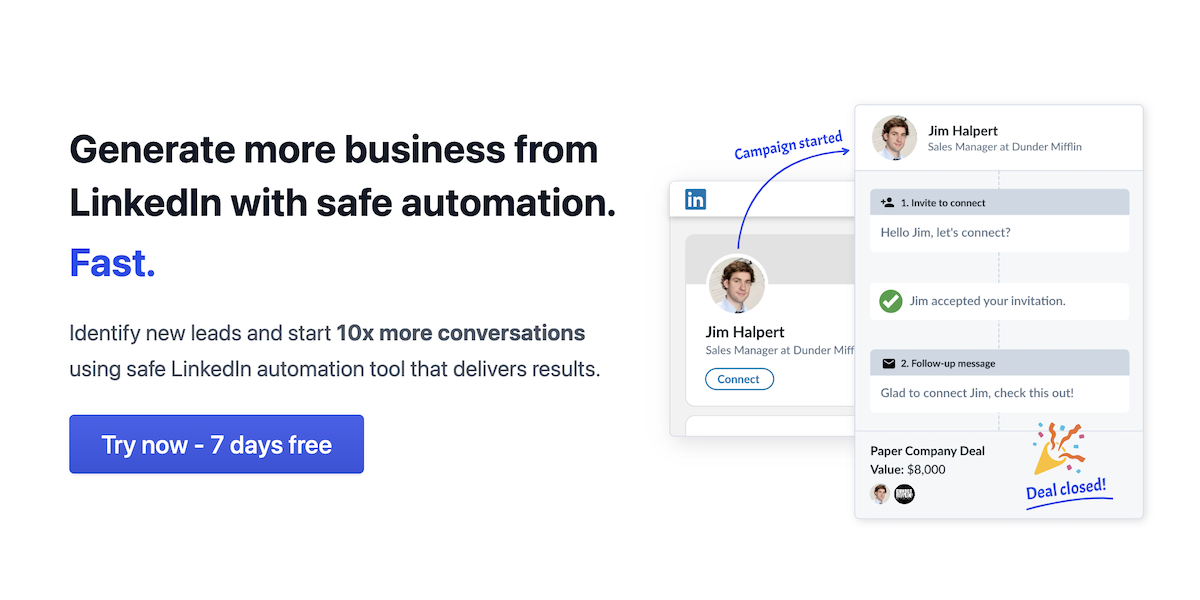 Generate more business from
LinkedIn with safe automation.
Fast.
Identify new leads and start 10x more conversations
using safe LinkedIn automation tool that delivers results.
Try now - 7 days free
Campaign started
in
Jim Halpert
Sales Manager at Dunder Miff
Connect
Jim Halpert
Sales Manager at Dunder Mifflin
1. Invite to connect
Hello Jim, let's connect?
Jim accepted your invitation.
2. Follow-up message
Glad to connect Jim, check this out!
Paper Company Deal
Value: $8,000
Deal closed!